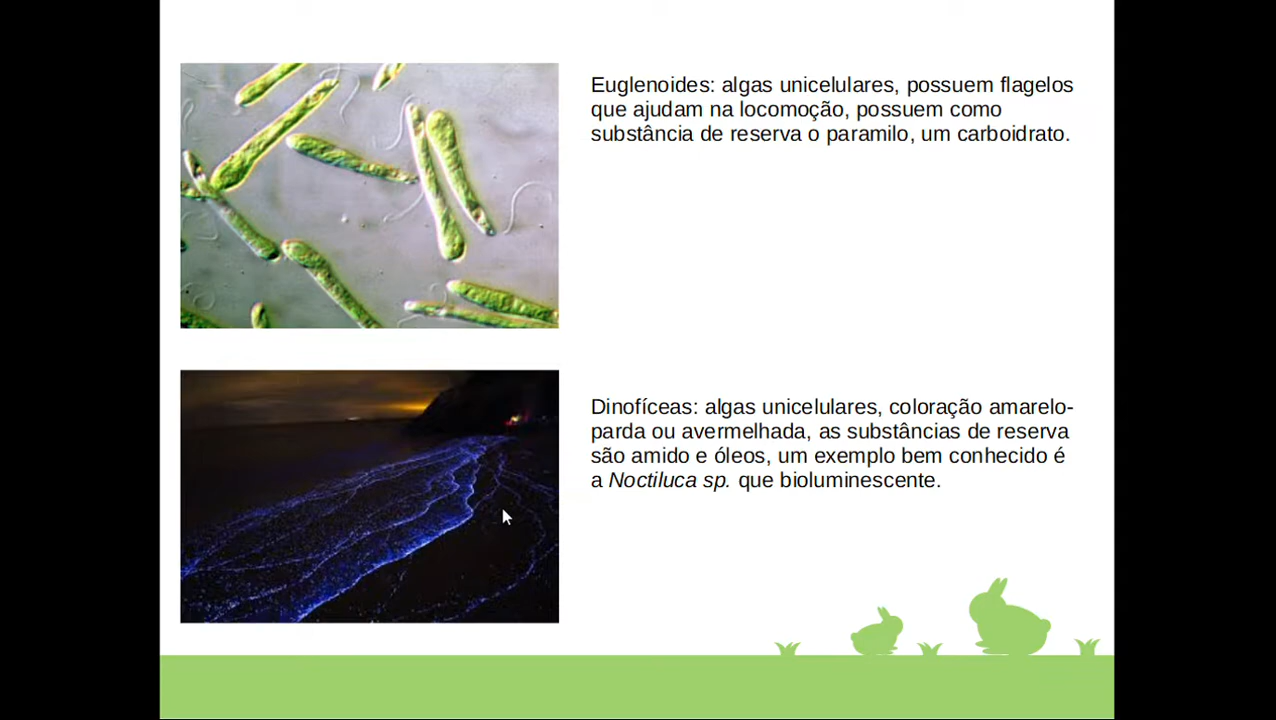 Euglenoides: algas unicelulares, possuem flagelos
que ajudam na locomoção, possuem como
substância de reserva o paramilo, um carboidrato.
Dinofíceas: algas unicelulares, coloração amarelo-
parda ou avermelhada, as substâncias de reserva
são amido e óleos, um exemplo bem conhecido é
a Noctiluca sp. que bioluminescente.